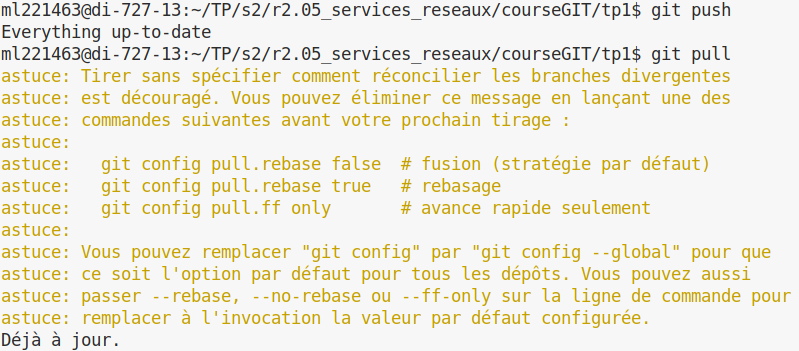 ml221463@di-727-13:~/TP/s2/r2.05_services_reseaux/courseGIT/tp1$ git push
Everything up-to-date
ml221463@di-727-13:~/TP/s2/r2.05_services_reseaux/courseGIT/tp1$ git pull
astuce: Tirer sans spécifier comment réconcilier les branches divergentes
astuce: est découragé. Vous pouvez éliminer ce message en lançant une des
astuce: commandes suivantes avant votre prochain tirage :
astuce:
astuce:   git config pull.rebase false  # fusion (stratégie par défaut)
astuce:   git config pull.rebase true   # rebasage
astuce:   git config pull.ff only       # avance rapide seulement
astuce:
astuce: Vous pouvez remplacer "git config" par "git config --global" pour que
astuce: ce soit l'option par défaut pour tous les dépôts. Vous pouvez aussi
astuce: passer --rebase, --no-rebase ou --ff-only sur la ligne de commande pour
astuce: remplacer à l'invocation la valeur par défaut configurée.
Déjà à jour.